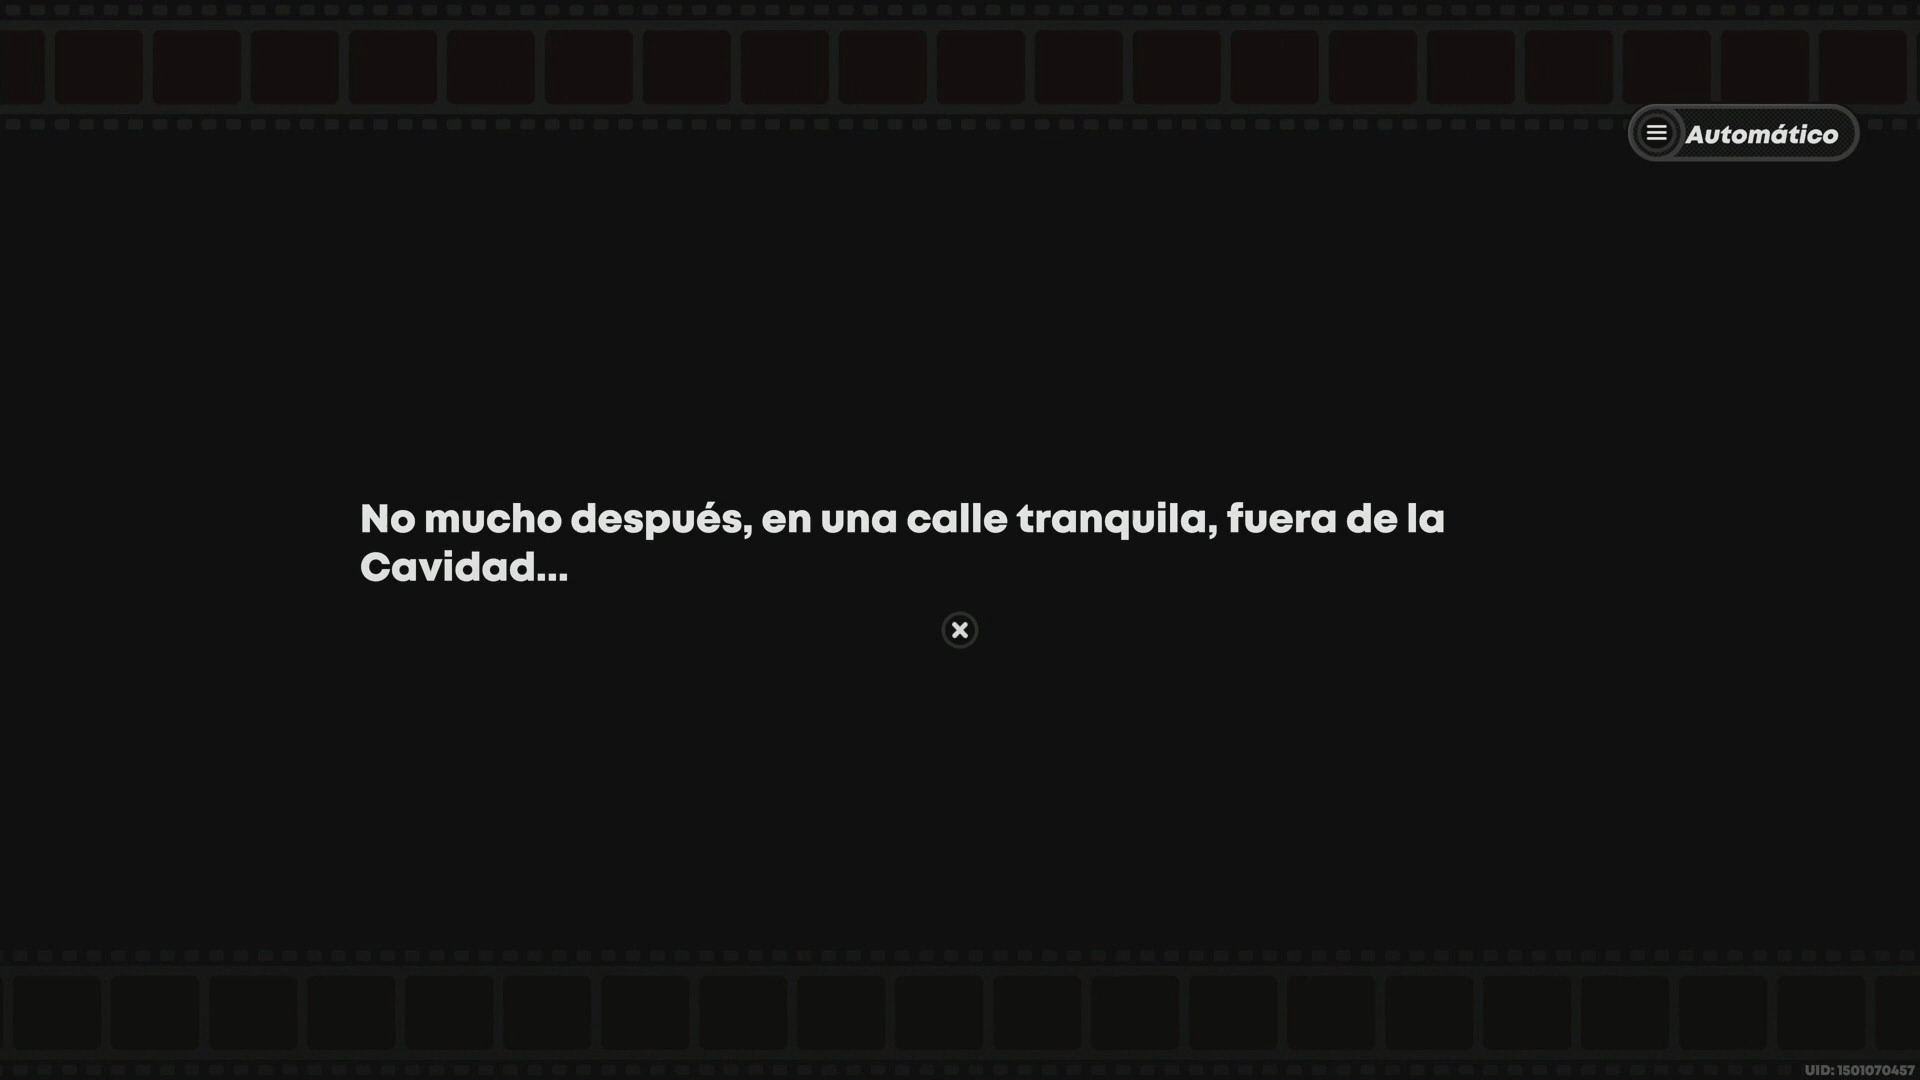 Automático
No mucho después, en una calle tranquila, fuera de la
Cavidad...
UID: 1501070457